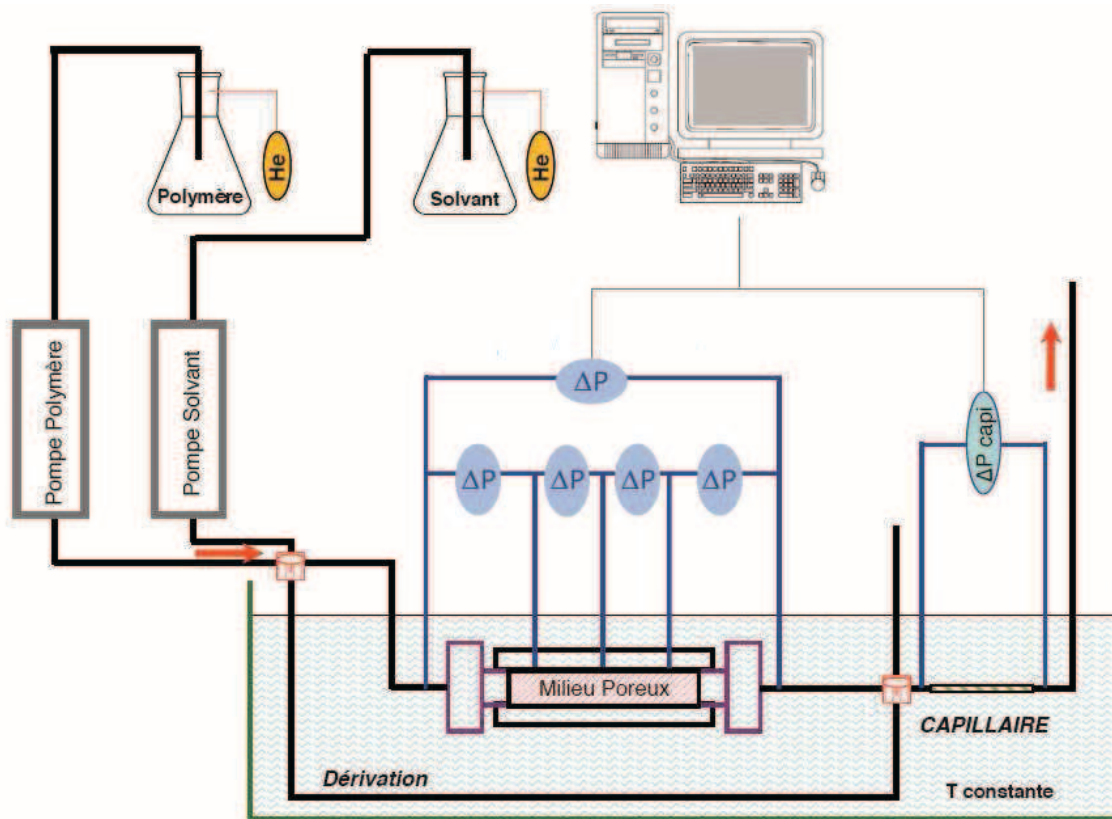 Polymère
He
Solvant
He
Pompe Polymère
Pompe Solvant
ΔP
ΔP
ΔP
ΔP
ΔP
ΔP capi
Milieu Poreux
CAPILLAIRE
Dérivation
T constante